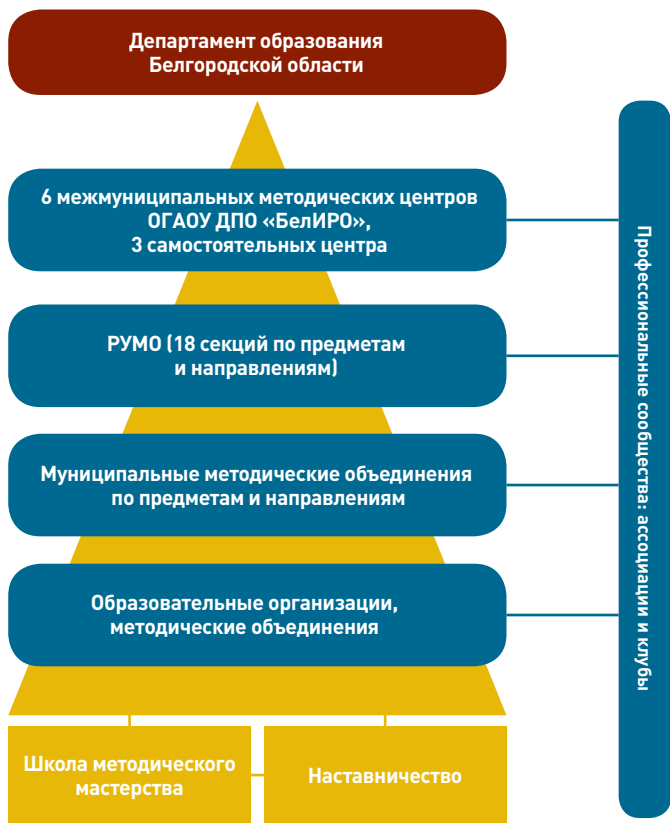 Департамент образования
Белгородской области
6 межмуниципальных методических центров
ОГАОУ ДПО «БелИРО»,
3 самостоятельных центра
РУМО (18 секций по предметам
и направлениям)
Муниципальные методические объединения
по предметам и направлениям
Образовательные организации,
методические объединения
Школа методического
мастерства
Наставничество
Профессиональные сообщества: ассоциации и клубы